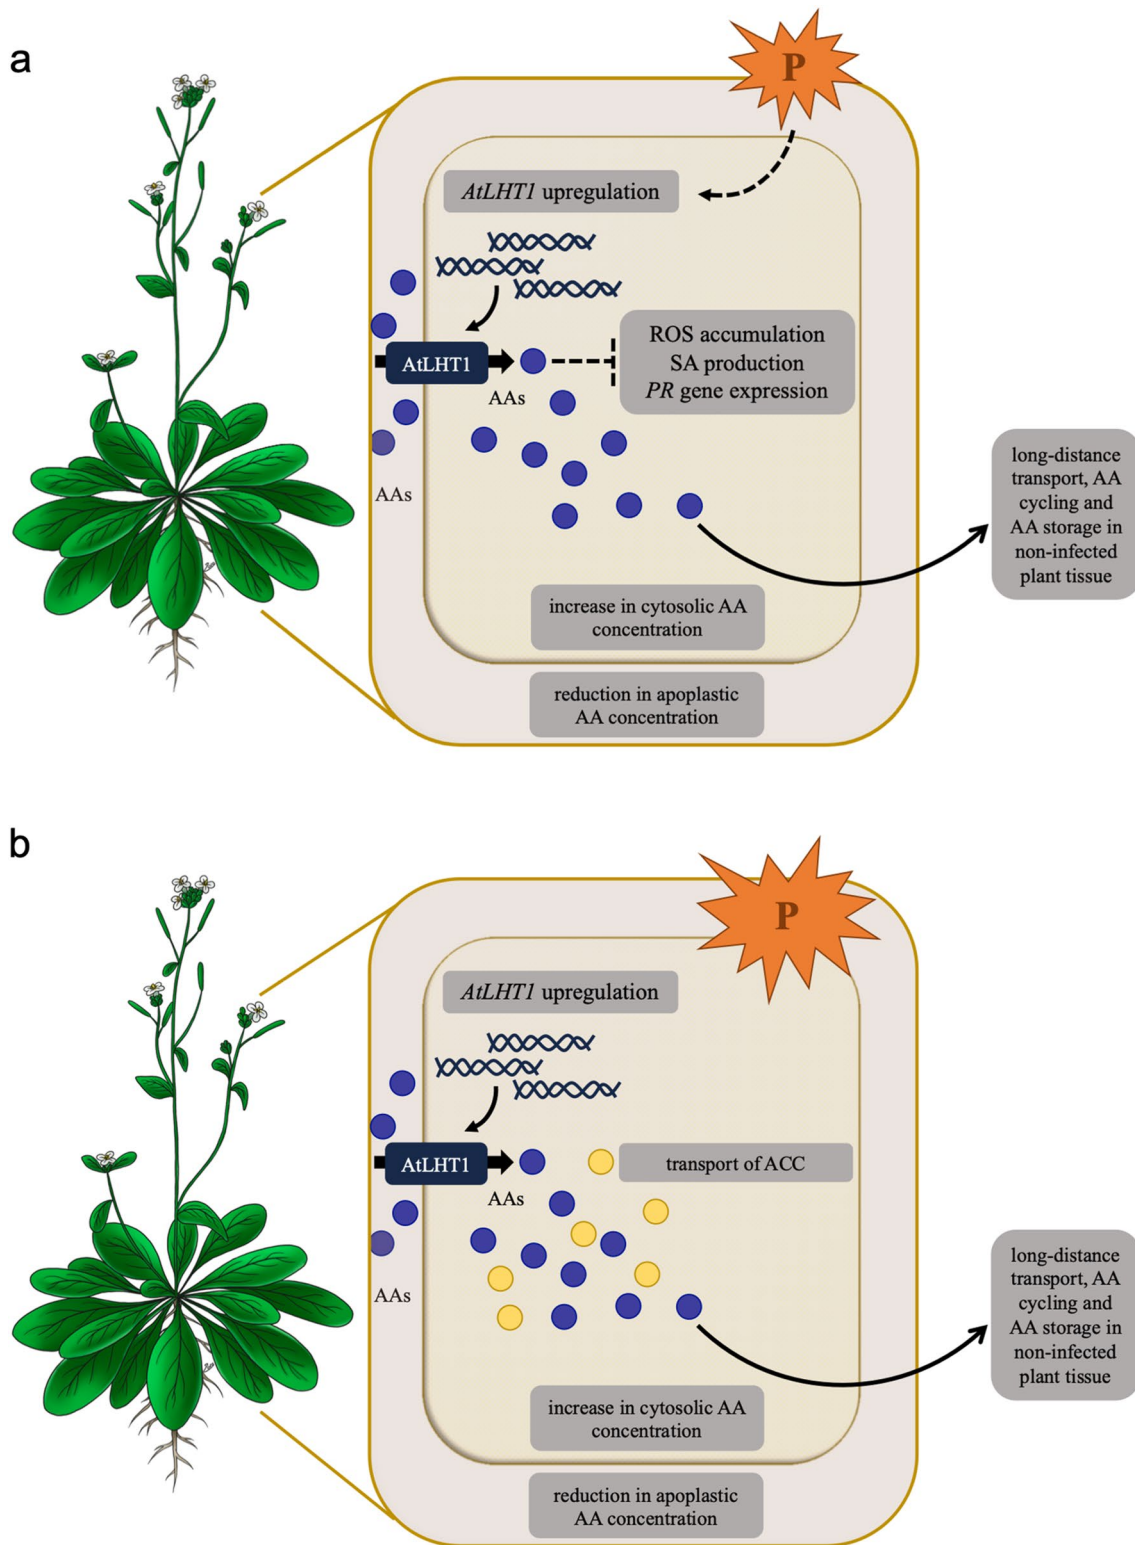 a
P
AtLHT1 upregulation
ROS accumulation
SA production
PR gene expression
AtLHT1
AAs
AAs
long-distance
transport, AA
cycling and
AA storage in
non-infected
plant tissue
increase in cytosolic AA
concentration
reduction in apoplastic
AA concentration
b
P
AtLHT1 upregulation
AtLHT1
transport of ACC
AAs
AAs
long-distance
transport, AA
cycling and
AA storage in
non-infected
plant tissue
increase in cytosolic AA
concentration
reduction in apoplastic
AA concentration